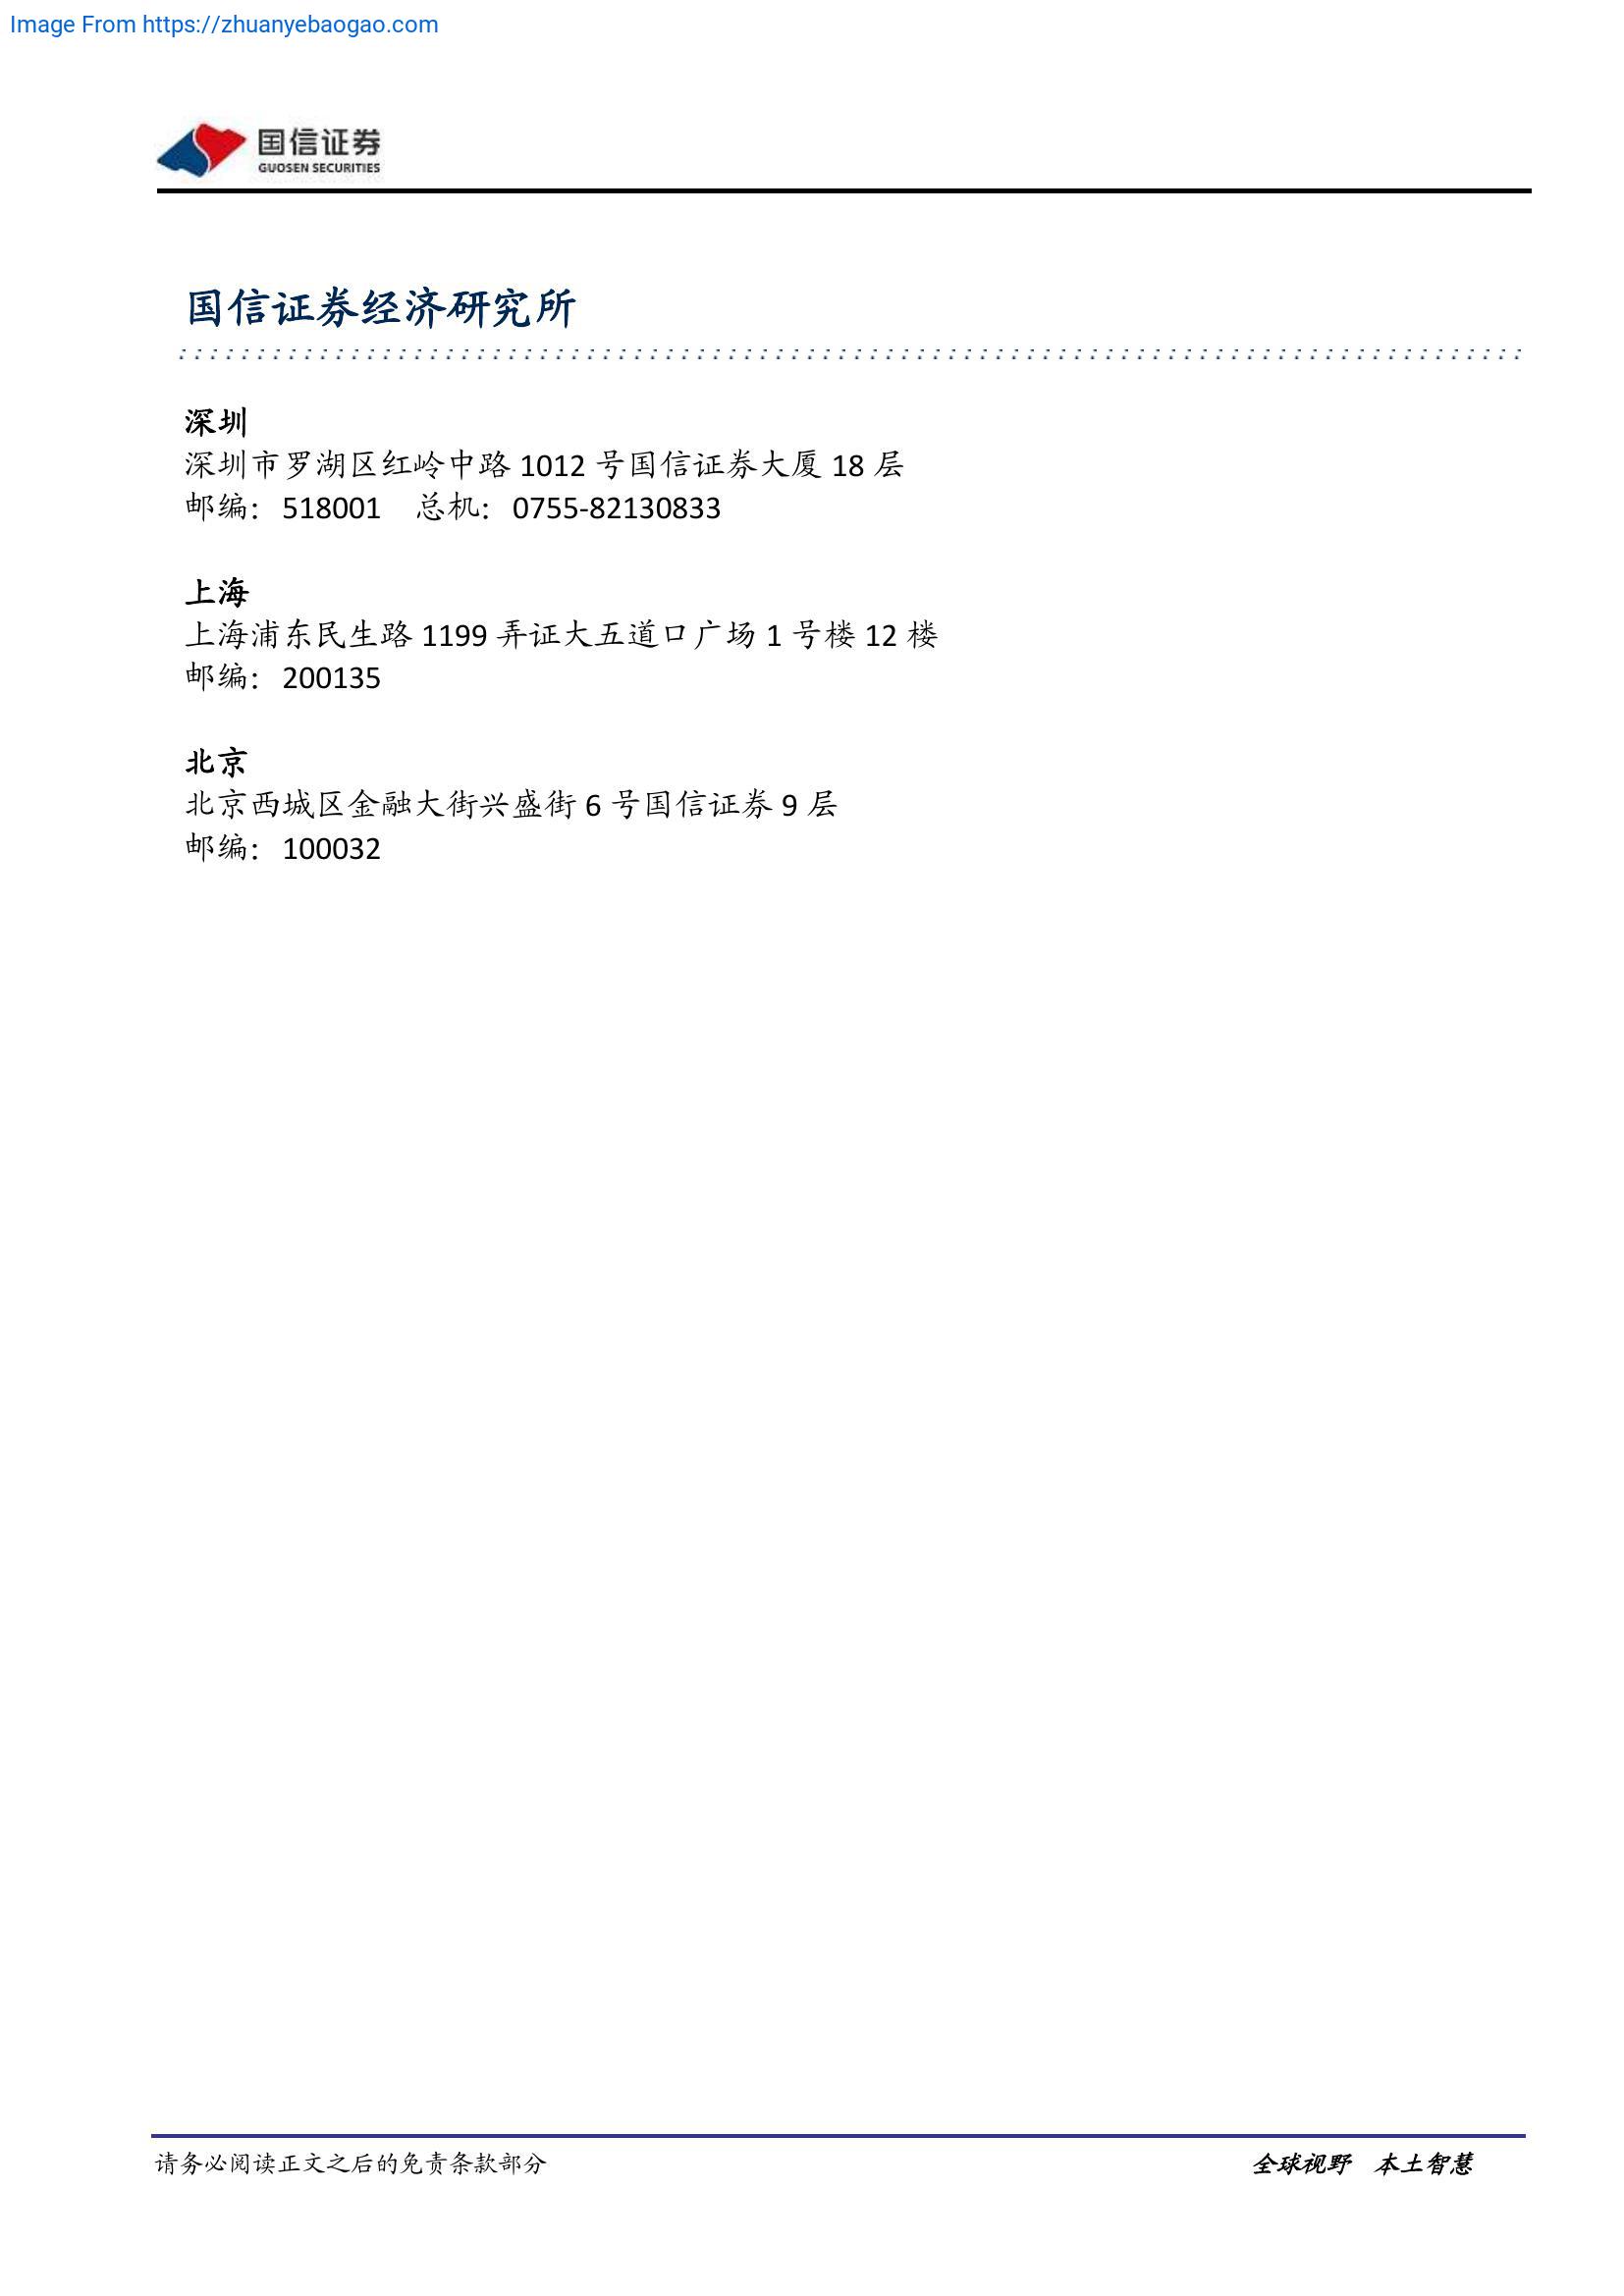 Image From https://zhuanyebaogao.com
国信证券
GUOSEN SECURITIES
国信证券经济研究所
深圳
深圳市罗湖区红岭中路 1012 号国信证券大厦 18 层
邮编：518001 总机：0755-82130833
上海
上海浦东民生路 1199 弄证大五道口广场 1 号楼 12 楼
邮编：200135
北京
北京西城区金融大街兴盛街 6 号国信证券 9 层
邮编：100032
请务必阅读正文之后的免责条款部分 全球视野 本土智慧